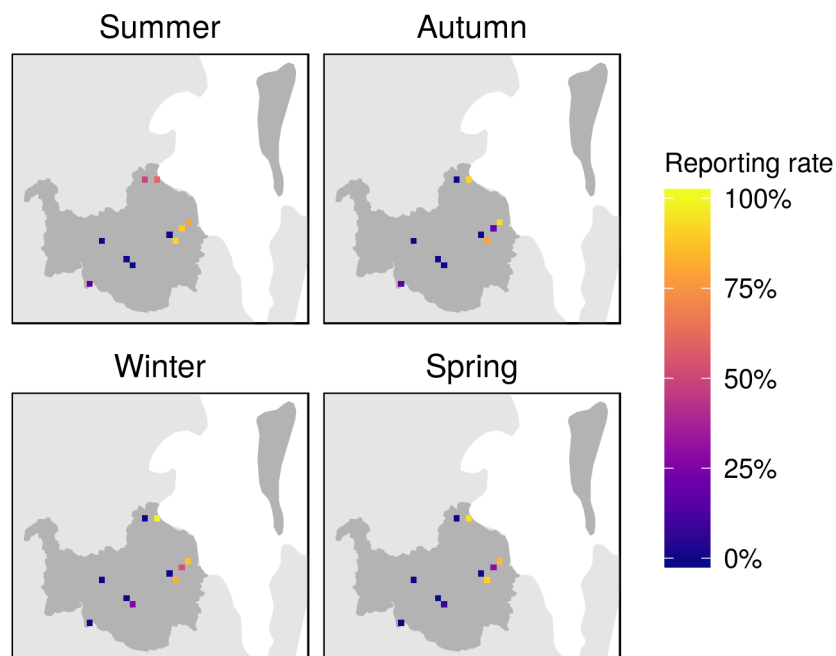 Summer
Autumn
Winter
Spring
Reporting rate
100%
75%
50%
25%
0%